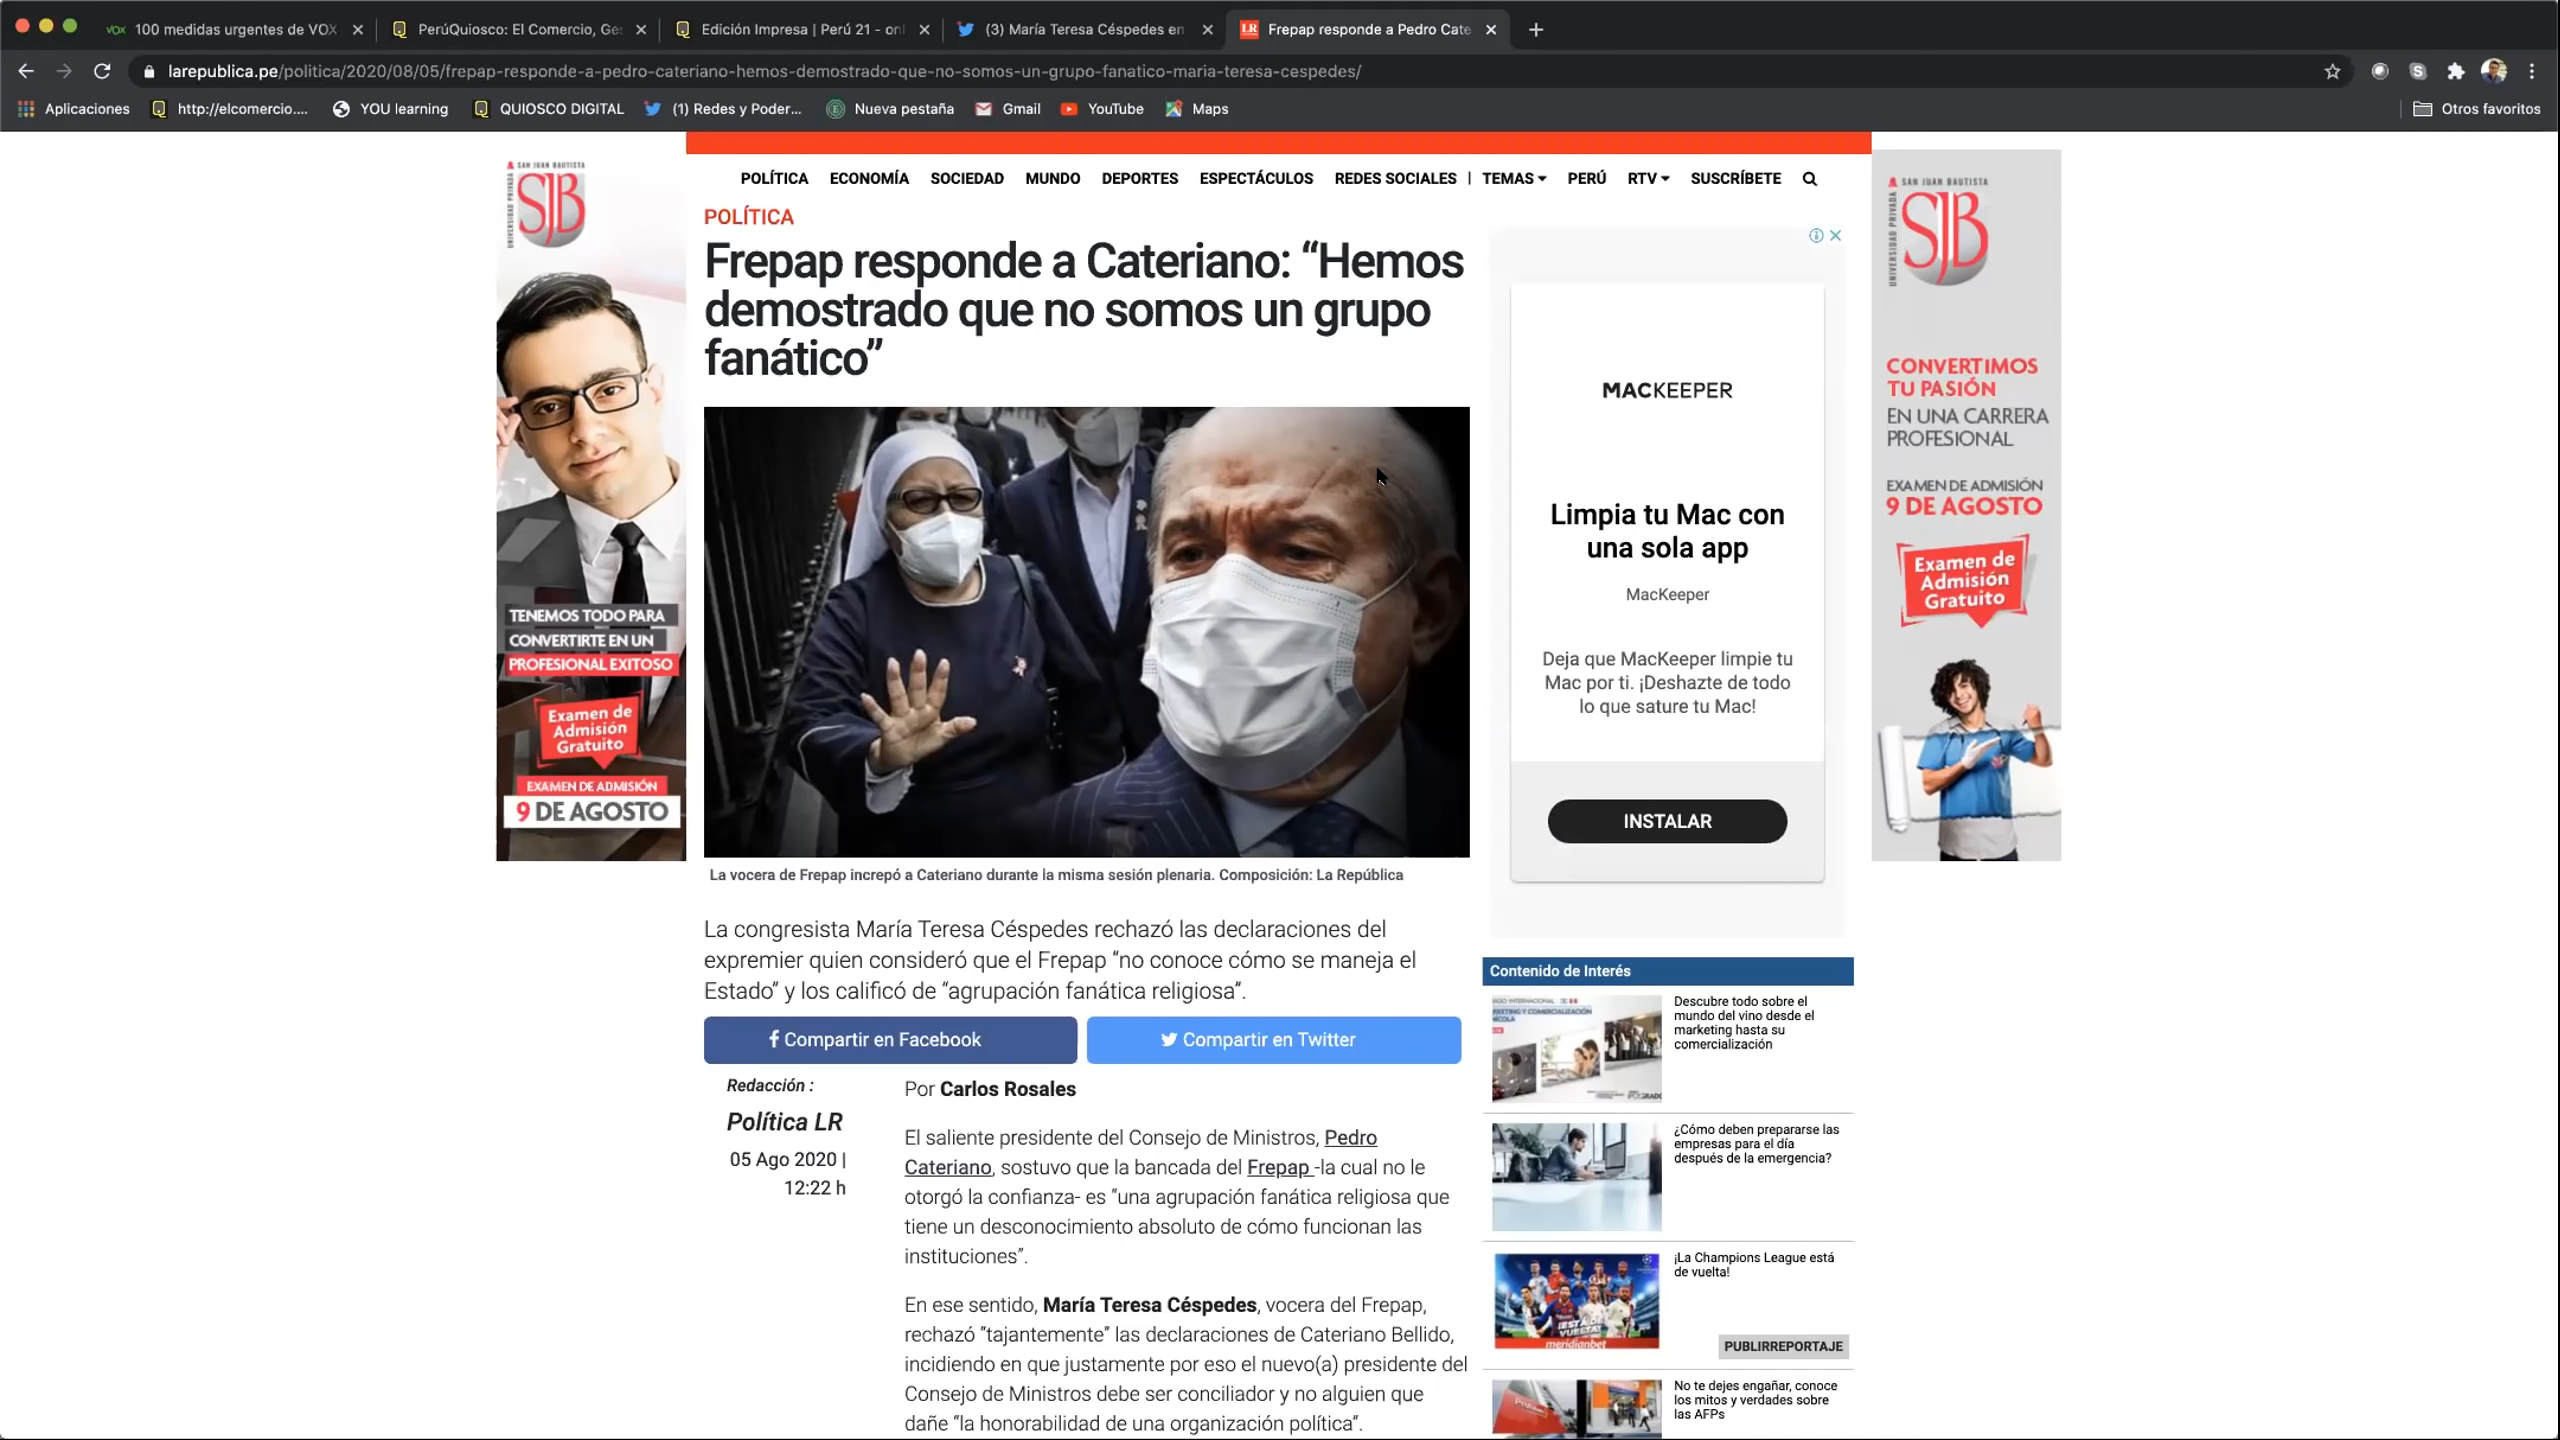 VOX 100 medidas urgentes de VOX
PerúQuiosco: El Comercio, Ges
Edición Impresa | Perú 21 - onl
(3) María Teresa Céspedes en
LR Frepap responde a Pedro Cate
larepublica.pe/politica/2020/08/05/frepap-responde-a-pedro-cateriano-hemos-demostrado-que-no-somos-un-grupo-fanatico-maria-teresa-cespedes/
Aplicaciones
http://elcomercio....
YOU learning
QUIOSCO DIGITAL
(1) Redes y Poder...
Nueva pestaña
Gmail
YouTube
Maps
Otros favoritos
POLÍTICA ECONOMÍA SOCIEDAD MUNDO DEPORTES ESPECTÁCULOS REDES SOCIALES | TEMAS PERÚ RTV SUSCRÍBETE
POLÍTICA
Frepap responde a Cateriano: “Hemos
demostrado que no somos un grupo
fanático”
La vocera de Frepap increpó a Cateriano durante la misma sesión plenaria. Composición: La República
La congresista María Teresa Céspedes rechazó las declaraciones del
expremier quien consideró que el Frepap “no conoce cómo se maneja el
Estado” y los calificó de “agrupación fanática religiosa”.
Compartir en Facebook
Compartir en Twitter
Redacción :
Política LR
05 Ago 2020 |
12:22 h
Por Carlos Rosales
El saliente presidente del Consejo de Ministros, Pedro
Cateriano, sostuvo que la bancada del Frepap -la cual no le
otorgó la confianza- es “una agrupación fanática religiosa que
tiene un desconocimiento absoluto de cómo funcionan las
instituciones”.
En ese sentido, María Teresa Céspedes, vocera del Frepap,
rechazó “tajantemente” las declaraciones de Cateriano Bellido,
incidiendo en que justamente por eso el nuevo(a) presidente del
Consejo de Ministros debe ser conciliador y no alguien que
dañe “la honorabilidad de una organización política”.
UNIVERSIDAD PRIVADA
SAN JUAN BAUTISTA
SJB
TENEMOS TODO PARA
CONVERTIRTE EN UN
PROFESIONAL EXITOSO
Examen de
Admisión
Gratuito
EXAMEN DE ADMISIÓN
9 DE AGOSTO
MACKEEPER
Limpia tu Mac con
una sola app
MacKeeper
Deja que MacKeeper limpie tu
Mac por ti. ¡Deshazte de todo
lo que sature tu Mac!
INSTALAR
Contenido de Interés
Descubre todo sobre el
mundo del vino desde el
marketing hasta su
comercialización
¿Cómo deben prepararse las
empresas para el día
después de la emergencia?
¡ESTÁ DE
VUELTA!
meridianbet
¡La Champions League está
de vuelta!
PUBLIRREPORTAJE
No te dejes engañar, conoce
los mitos y verdades sobre
las AFPs
UNIVERSIDAD PRIVADA
SAN JUAN BAUTISTA
SJB
CONVERTIMOS
TU PASIÓN
EN UNA CARRERA
PROFESIONAL
EXAMEN DE ADMISIÓN
9 DE AGOSTO
Examen de
Admisión
Gratuito